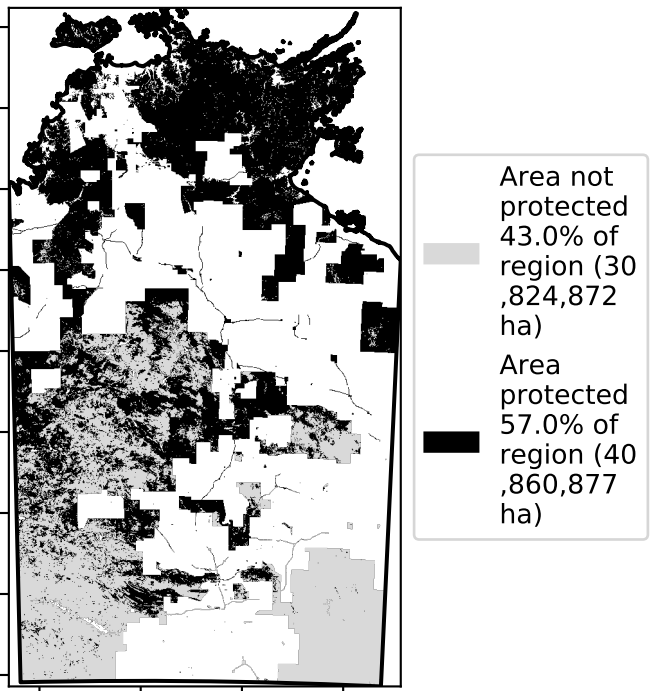 Area not
protected
43.0% of
region (30
,824,872
ha)
Area
protected
57.0% of
region (40
,860,877
ha)